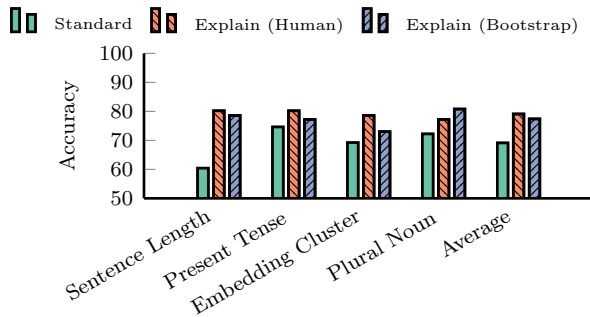 Standard Explain (Human) Explain (Bootstrap)
Accuracy
100
90
80
70
60
50
Sentence Length
Present Tense
Embedding Cluster
Plural Noun
Average